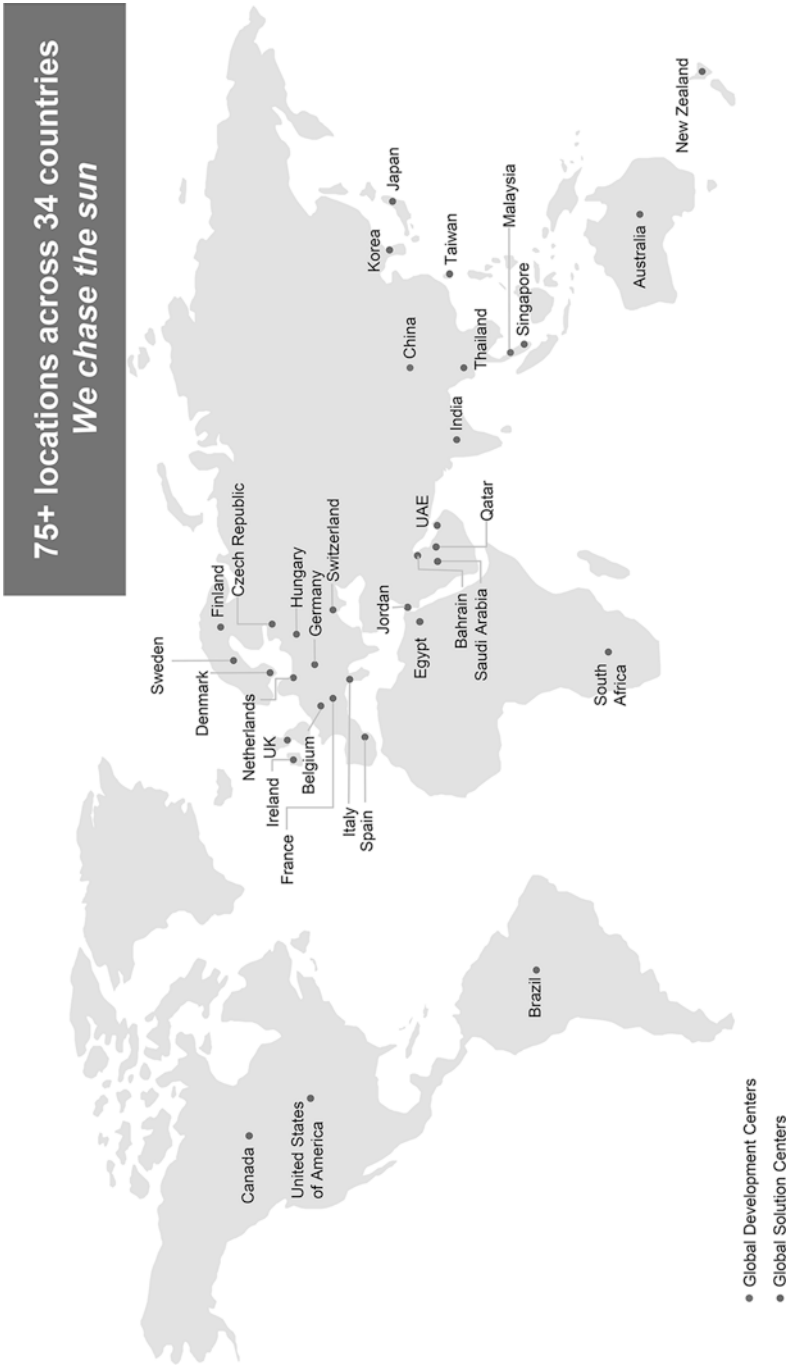 75+ locations across 34 countries
We chase the sun
Canada
United States
of America
Brazil
Sweden
Finland
Denmark
Czech Republic
Netherlands
UK
Ireland
Hungary
Germany
Belgium
Switzerland
France
Italy
Spain
Jordan
Egypt
UAE
Qatar
Bahrain
Saudi Arabia
South
Africa
India
China
Korea
Japan
Taiwan
Thailand
Malaysia
Singapore
Australia
New Zealand
Global Development Centers
Global Solution Centers